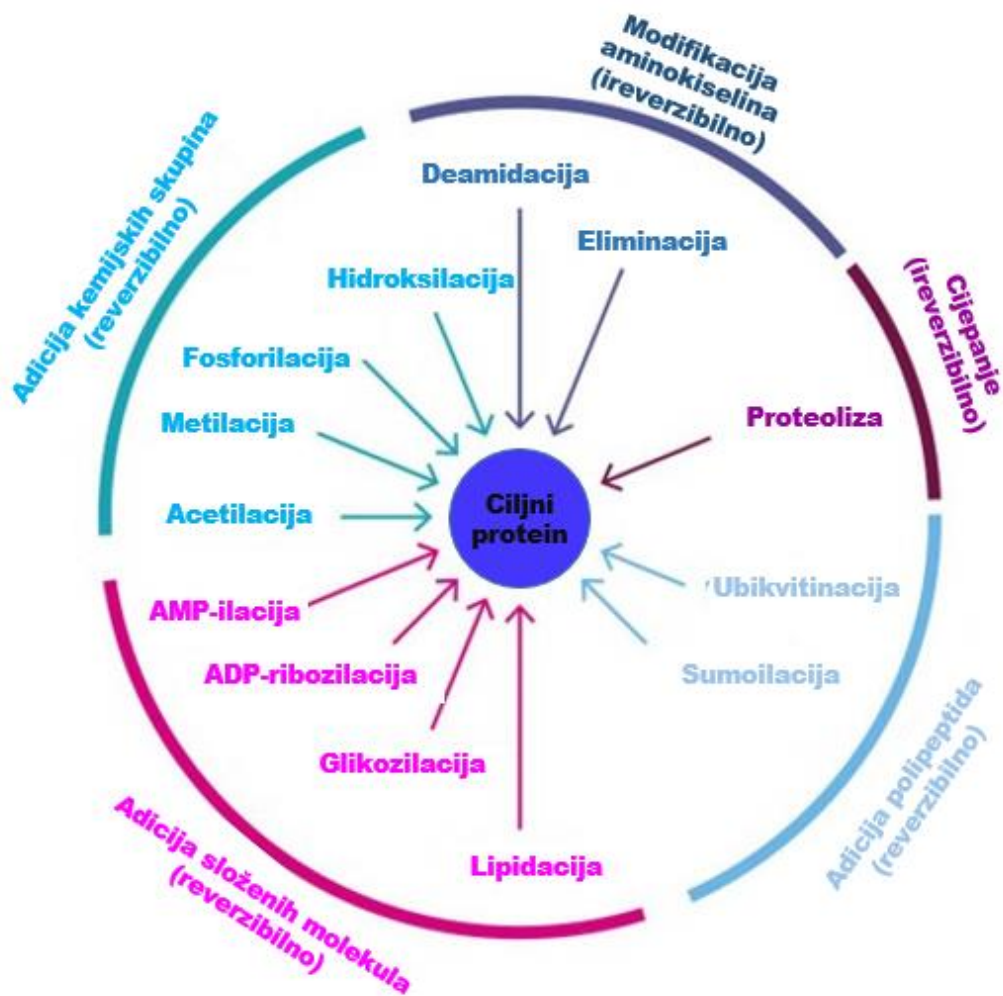 Modifikacija
aminokiselina
(ireverzibilno)
Deamidacija
Eliminacija
Adicija kemijskih skupina
(reverzibilno)
Hidroksilacija
Fosforilacija
Metilacija
Acetilacija
Cijepanje
(ireverzibilno)
Proteoliza
Ciljni
protein
Ubikvitinacija
Sumoilacija
Adicija polipeptida
(reverzibilno)
AMP-ilacija
ADP-ribozilacija
Glikozilacija
Lipidacija
Adicija složenih molekula
(reverzibilno)